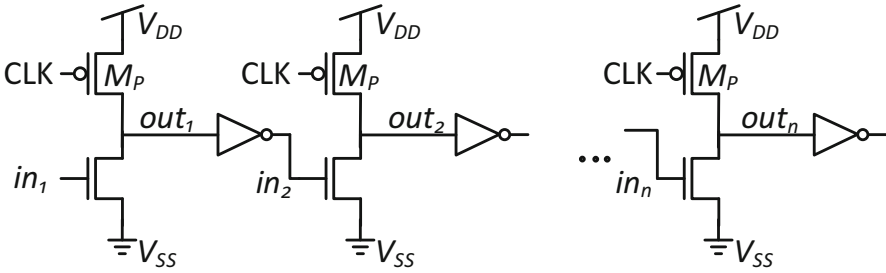 V_DD V_DD V_DD
CLK M_P CLK M_P CLK M_P
out_1 out_2 out_n
in_1 in_2 ... in_n
V_SS V_SS V_SS